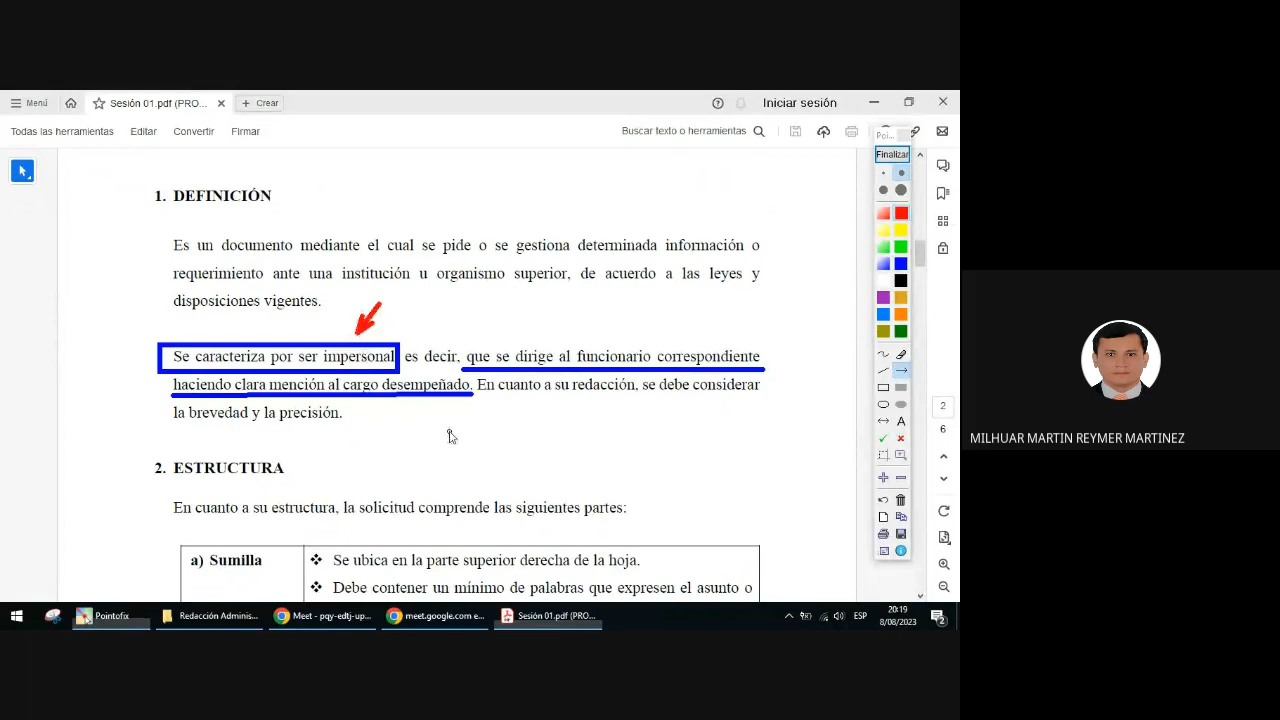 Menú
Sesión 01.pdf (PRO...
Crear
Iniciar sesión
Todas las herramientas
Editar
Convertir
Firmar
Buscar texto o herramientas
Poi...
Finalizar
1. DEFINICIÓN
Es un documento mediante el cual se pide o se gestiona determinada información o
requerimiento ante una institución u organismo superior, de acuerdo a las leyes y
disposiciones vigentes.
Se caracteriza por ser impersonal es decir, que se dirige al funcionario correspondiente
haciendo clara mención al cargo desempeñado. En cuanto a su redacción, se debe considerar
la brevedad y la precisión.
2. ESTRUCTURA
En cuanto a su estructura, la solicitud comprende las siguientes partes:
a) Sumilla
❖ Se ubica en la parte superior derecha de la hoja.
❖ Debe contener un mínimo de palabras que expresen el asunto o
A
2
6
MILHUAR MARTIN REYMER MARTINEZ
Pointofix
Redacción Adminis...
Meet - pqy-edtj-up...
meet.google.com e...
Sesión 01.pdf (PRO...
ESP
20:19
8/08/2023
2